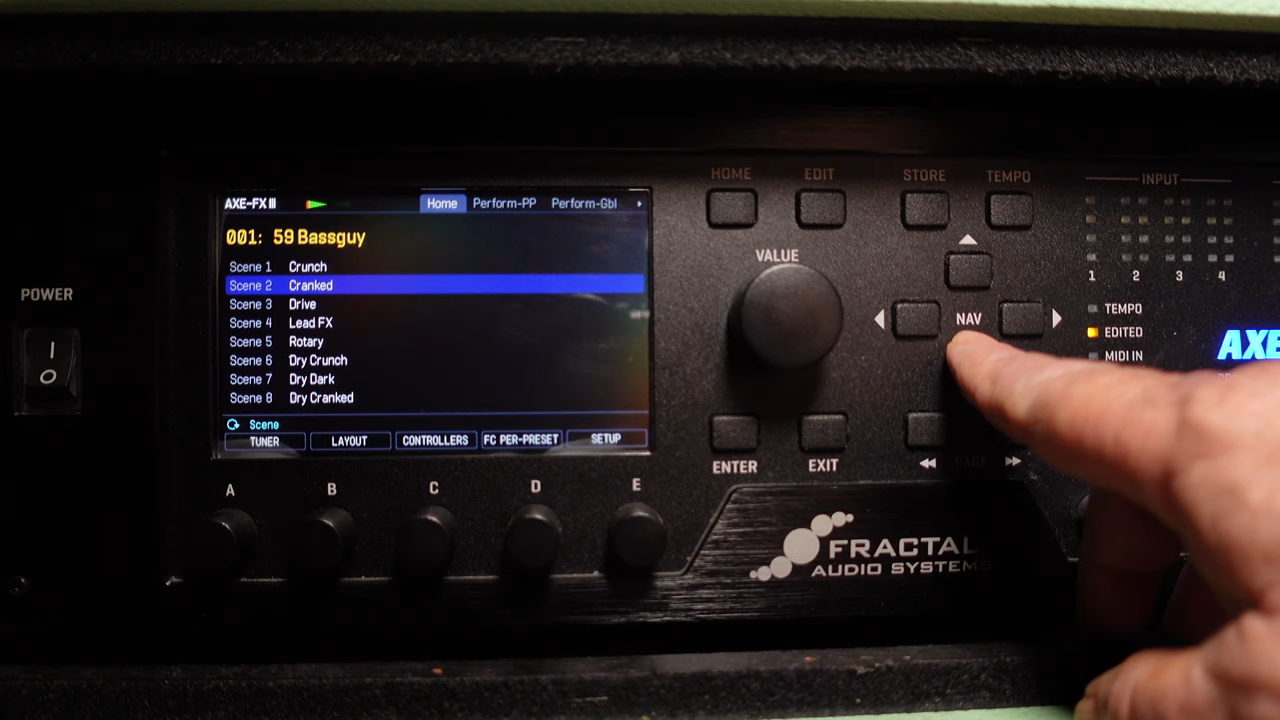 HOME EDIT STORE TEMPO INPUT
AXE-FX III Home Perform-PP Perform-Gbl
001: 59 Bassguy
VALUE
Scene 1 Crunch
Scene 2 Cranked
Scene 3 Drive
Scene 4 Lead FX
Scene 5 Rotary
Scene 6 Dry Crunch
Scene 7 Dry Dark
Scene 8 Dry Cranked
Scene
TUNER LAYOUT CONTROLLERS FC PER-PRESET SETUP
POWER
I
O
1 2 3 4
NAV
TEMPO
EDITED
MIDI IN
AXE
ENTER EXIT PAGE
A B C D E
FRACTAL
AUDIO SYSTEMS